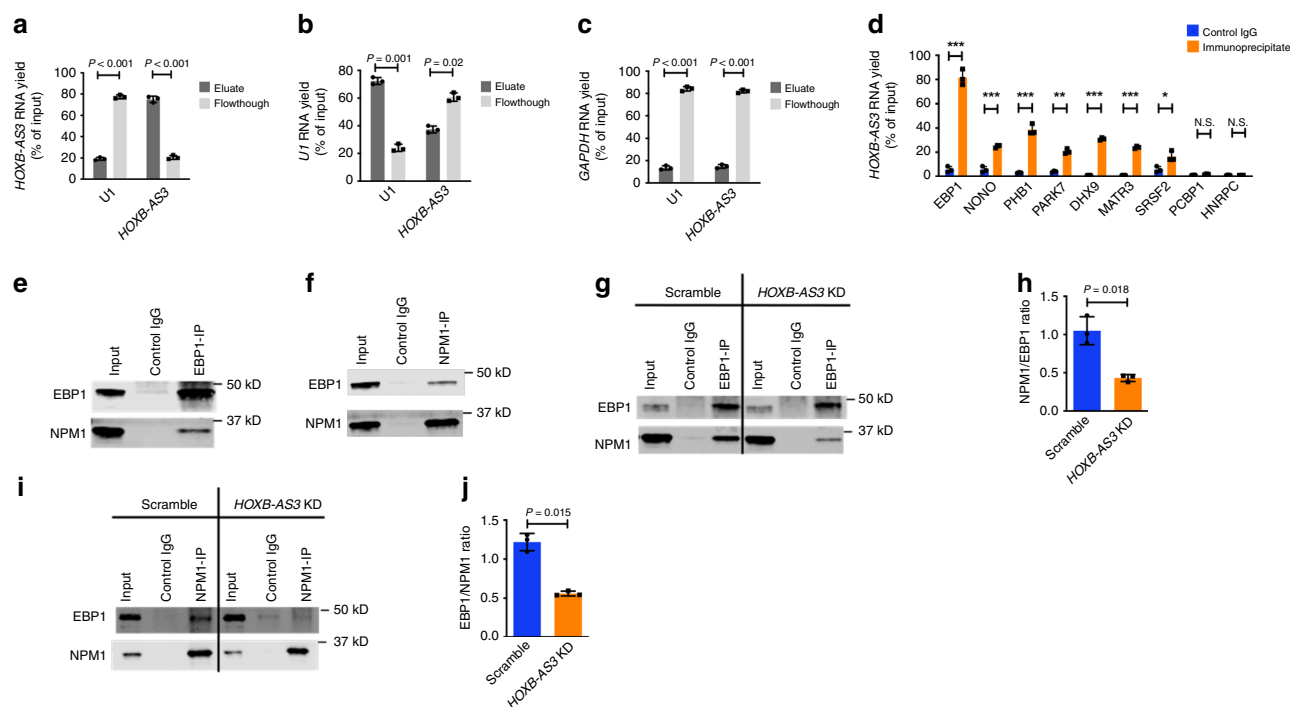 a
HOXB-AS3 RNA yield
(% of input)
100
80
60
40
20
0
P < 0.001
P < 0.001
Eluate
Flowthough
U1
HOXB-AS3
b
U1 RNA yield
(% of input)
80
60
40
20
0
P = 0.001
P = 0.02
Eluate
Flowthough
U1
HOXB-AS3
c
GAPDH RNA yield
(% of input)
100
80
60
40
20
0
P < 0.001
P < 0.001
Eluate
Flowthough
U1
HOXB-AS3
d
HOXB-AS3 RNA yield
(% of input)
100
80
60
40
20
0
Control IgG
Immunoprecipitate
***
***
***
**
***
***
*
N.S.
N.S.
EBP1
NONO
PHB1
PARK7
DHX9
MATR3
SRSF2
PCBP1
HNRPC
e
Input
Control IgG
EBP1-IP
EBP1
50 kD
37 kD
NPM1
f
Input
Control IgG
NPM1-IP
50 kD
EBP1
37 kD
NPM1
g
Scramble
HOXB-AS3 KD
Input
Control IgG
EBP1-IP
Input
Control IgG
EBP1-IP
50 kD
EBP1
37 kD
NPM1
h
NPM1/EBP1 ratio
1.5
1.0
0.5
0.0
P = 0.018
Scramble
HOXB-AS3 KD
i
Scramble
HOXB-AS3 KD
Input
Control IgG
NPM1-IP
Input
Control IgG
NPM1-IP
50 kD
EBP1
37 kD
NPM1
j
EBP1/NPM1 ratio
1.5
1.0
0.5
0.0
P = 0.015
Scramble
HOXB-AS3 KD